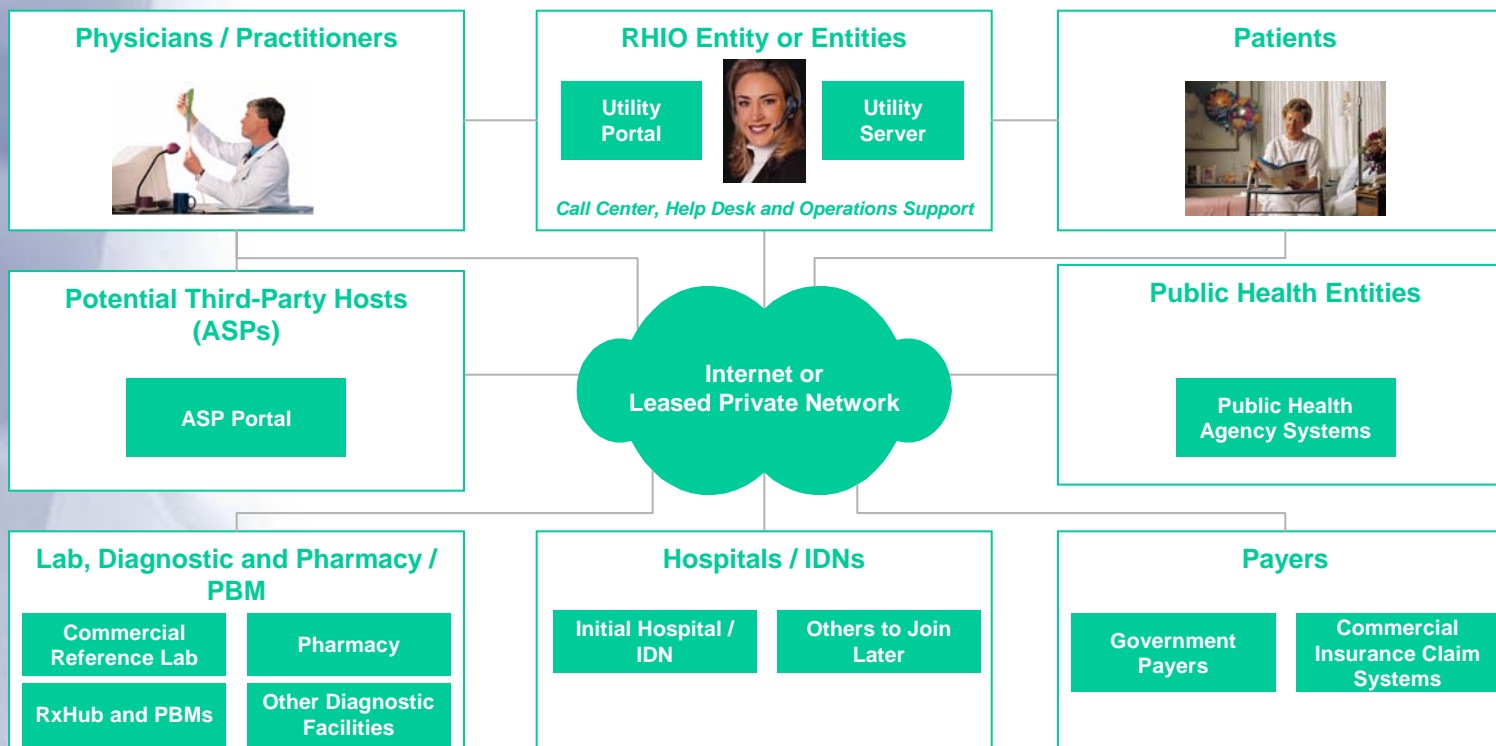 Physicians / Practitioners
RHIO Entity or Entities
Utility
Portal
Utility
Server
Call Center, Help Desk and Operations Support
Patients
Potential Third-Party Hosts
(ASPs)
ASP Portal
Internet or
Leased Private Network
Public Health Entities
Public Health
Agency Systems
Lab, Diagnostic and Pharmacy /
PBM
Commercial
Reference Lab
Pharmacy
RxHub and PBMs
Other Diagnostic
Facilities
Hospitals / IDNs
Initial Hospital /
IDN
Others to Join
Later
Payers
Government
Payers
Commercial
Insurance Claim
Systems